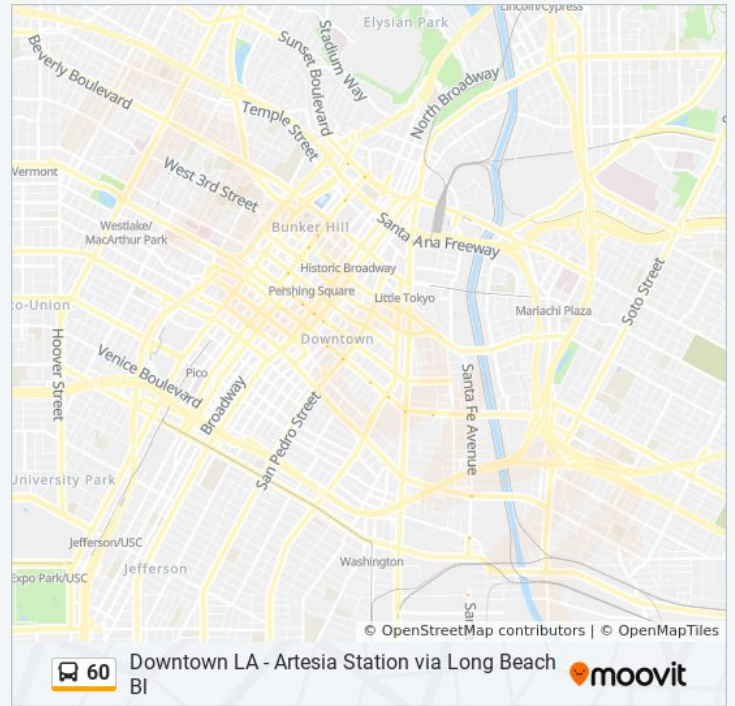 Lincoln/Cypress
Elysian Park
Stadium Way
Sunset Boulevard
Beverly Boulevard
North Broadway
Temple Street
Vermont
West 3rd Street
Westlake/
MacArthur Park
Bunker Hill
Santa Ana Freeway
Historic Broadway
Pershing Square
Little Tokyo
Soto Street
o-Union
Mariachi Plaza
Hoover Street
Downtown
Venice Boulevard
Pico
Broadway
Santa Fe Avenue
San Pedro Street
University Park
Jefferson/USC
Jefferson
Washington
Expo Park/USC
San
© OpenStreetMap contributors | © OpenMapTiles
60
Downtown LA - Artesia Station via Long Beach
Bl
moovit